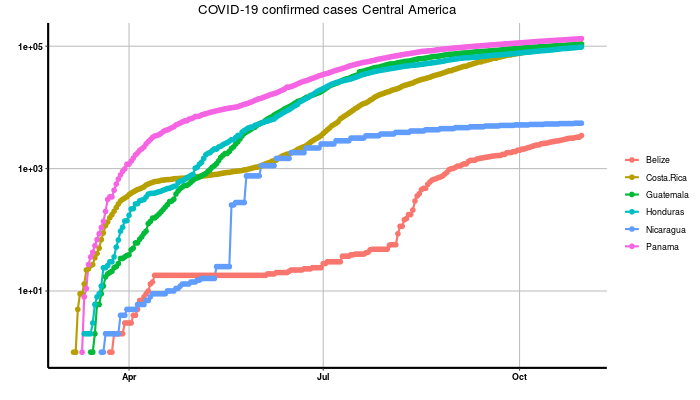 COVID-19 confirmed cases Central America
1e+05
1e+03
1e+01
Apr
Jul
Oct
Belize
Costa.Rica
Guatemala
Honduras
Nicaragua
Panama